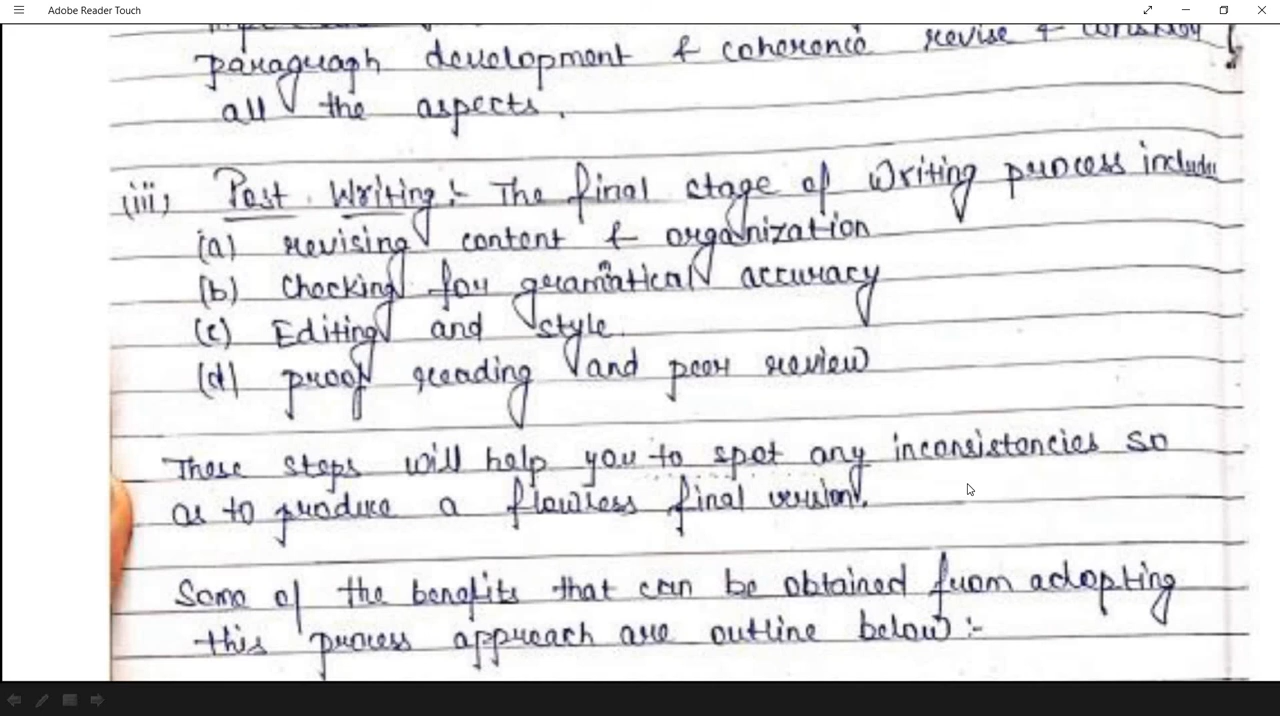 Adobe Reader Touch
paragraph development & coherence revise &
all the aspects.
(iii) Post Writing :- The final stage of Writing process includes
(a) revising content & organization
(b) Checking for grammatical accuracy
(c) Editing and style.
(d) proof reading and peer review
These steps will help you to spot any inconsistencies so
as to produce a flawless final version.
Some of the benefits that can be obtained from adopting
this process approach are outline below :-